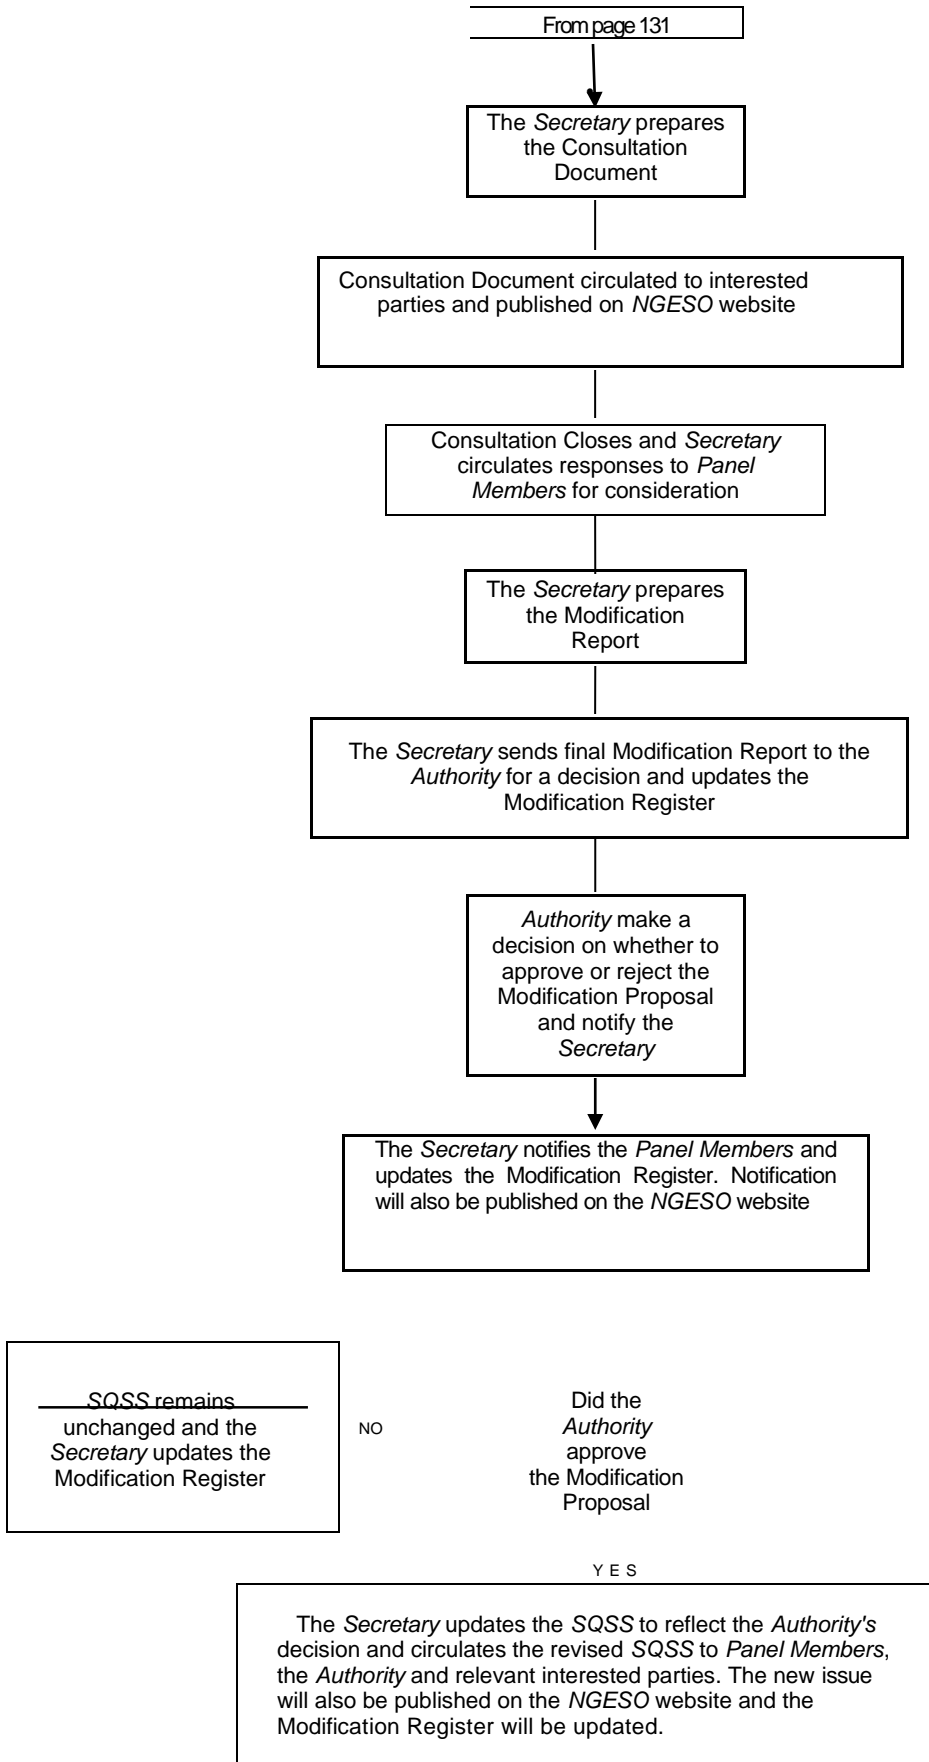 From page 131
The Secretary prepares
the Consultation
Document
Consultation Document circulated to interested
parties and published on NGESO website
Consultation Closes and Secretary
circulates responses to Panel
Members for consideration
The Secretary prepares
the Modification
Report
The Secretary sends final Modification Report to the
Authority for a decision and updates the
Modification Register
Authority make a
decision on whether to
approve or reject the
Modification Proposal
and notify the
Secretary
The Secretary notifies the Panel Members and
updates the Modification Register. Notification
will also be published on the NGESO website
SQSS remains
unchanged and the
Secretary updates the
Modification Register
NO
Did the
Authority
approve
the Modification
Proposal
YES
The Secretary updates the SQSS to reflect the Authority's
decision and circulates the revised SQSS to Panel Members,
the Authority and relevant interested parties. The new issue
will also be published on the NGESO website and the
Modification Register will be updated.